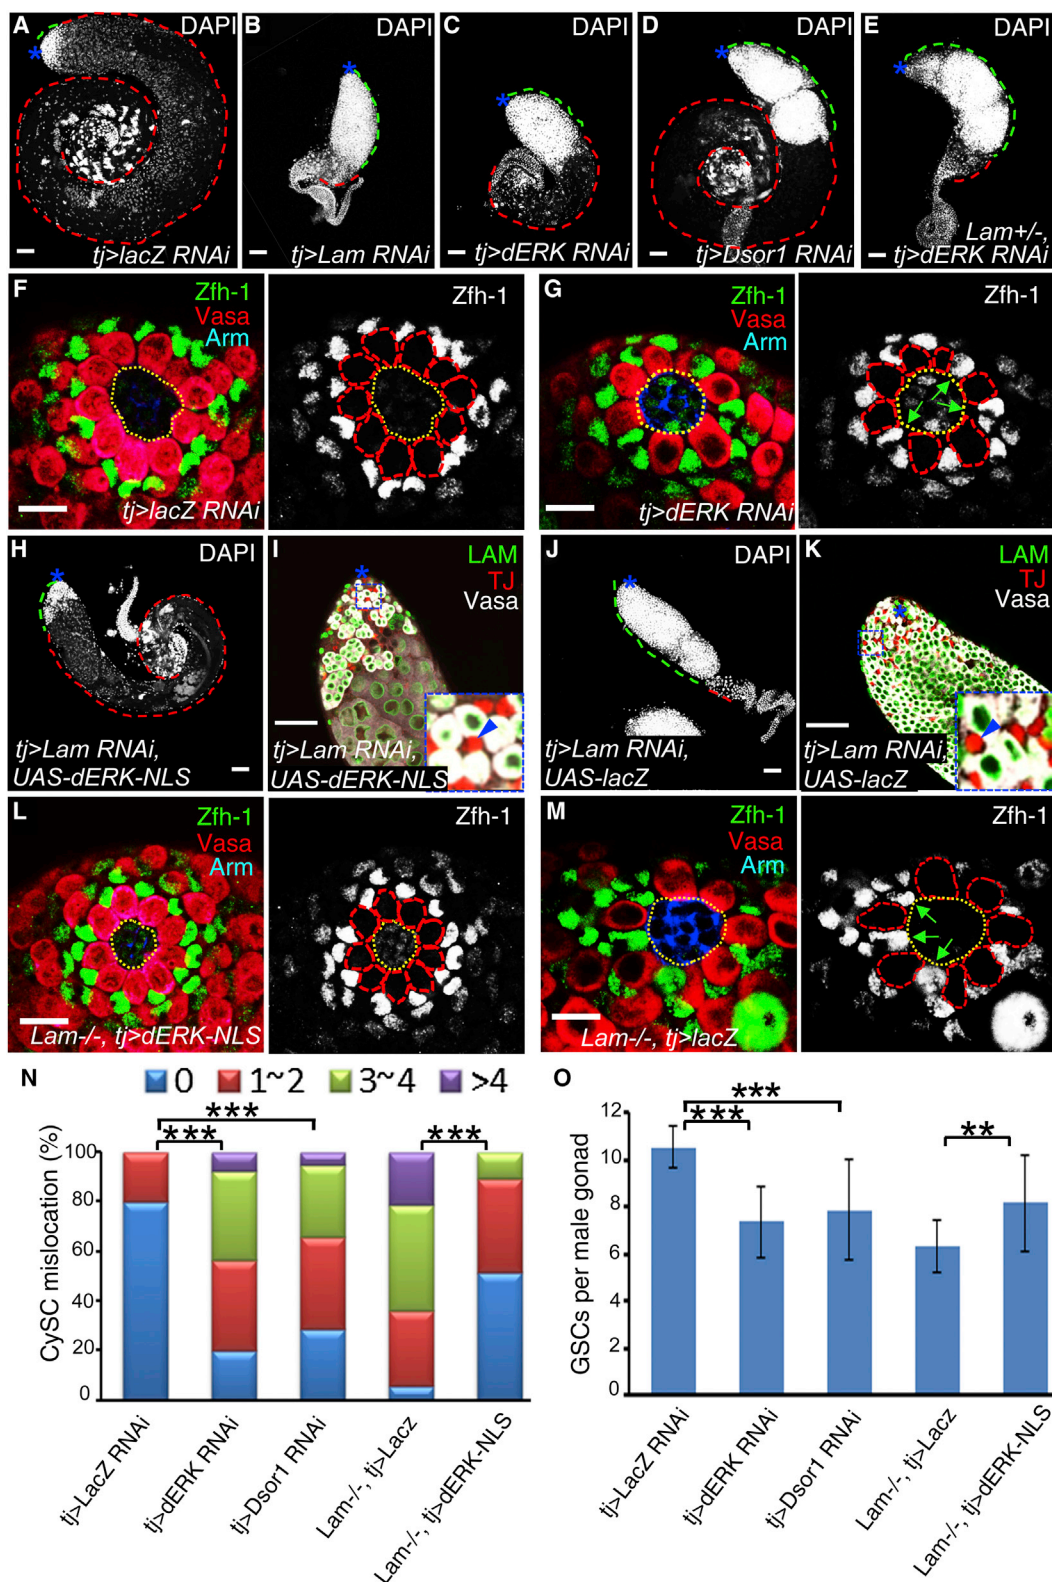 A DAPI
*
tj>lacZ RNAi
B DAPI
*
tj>Lam RNAi
C DAPI
*
tj>dERK RNAi
D DAPI
*
tj>Dsor1 RNAi
E DAPI
*
Lam+/-,
tj>dERK RNAi
F Zfh-1
Vasa
Arm
tj>lacZ RNAi
Zfh-1
G Zfh-1
Vasa
Arm
tj>dERK RNAi
Zfh-1
H DAPI
*
tj>Lam RNAi,
UAS-dERK-NLS
I LAM
TJ
Vasa
*
tj>Lam RNAi,
UAS-dERK-NLS
J DAPI
*
tj>Lam RNAi,
UAS-lacZ
K LAM
TJ
Vasa
*
tj>Lam RNAi,
UAS-lacZ
L Zfh-1
Vasa
Arm
Lam-/-, tj>dERK-NLS
Zfh-1
M Zfh-1
Vasa
Arm
Lam-/-, tj>lacZ
Zfh-1
N
0 1~2 3~4 >4
***
*** ***
CySC mislocation (%)
100
80
60
40
20
0
tj>LacZ RNAi
tj>dERK RNAi
tj>Dsor1 RNAi
Lam-/-, tj>Lacz
Lam-/-, tj>dERK-NLS
O
***
*** **
GSCs per male gonad
12
10
8
6
4
2
0
tj>LacZ RNAi
tj>dERK RNAi
tj>Dsor1 RNAi
Lam-/-, tj>Lacz
Lam-/-, tj>dERK-NLS